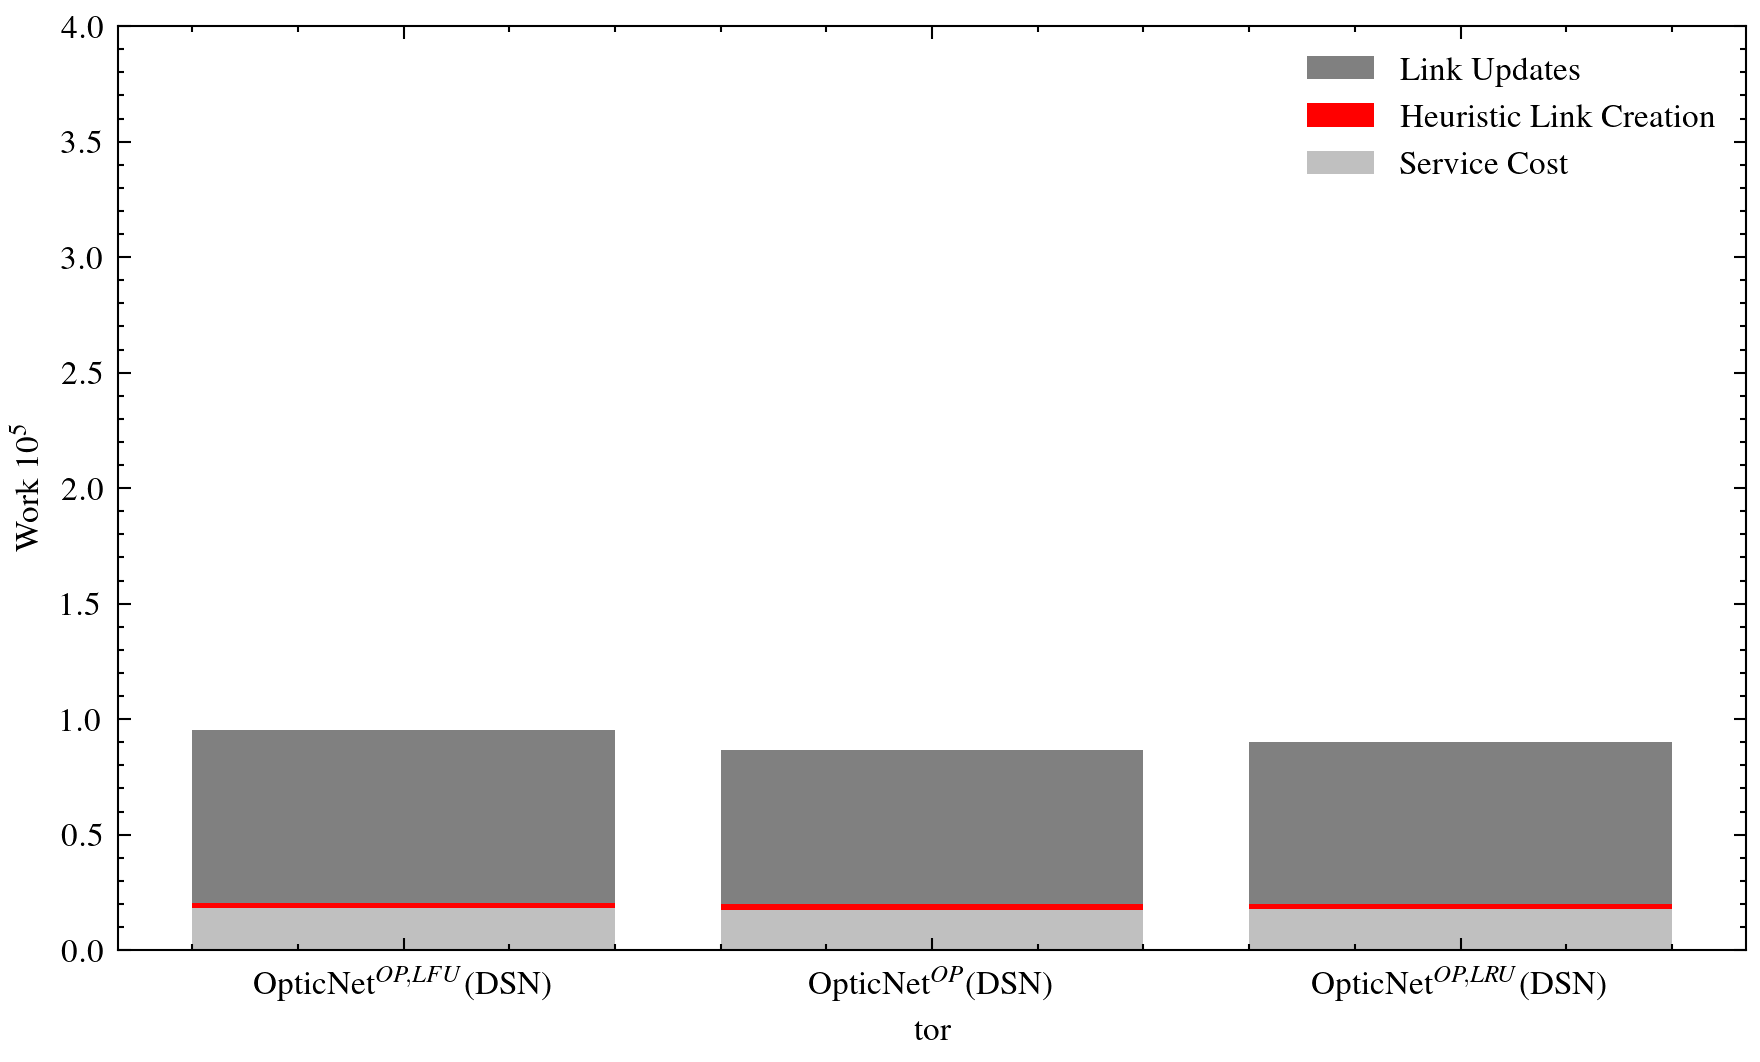 4.0
3.5
3.0
2.5
2.0
1.5
1.0
0.5
0.0
Work 10^5
Link Updates
Heuristic Link Creation
Service Cost
OpticNet^{OP,LFU}(DSN)
OpticNet^{OP}(DSN)
OpticNet^{OP,LRU}(DSN)
tor